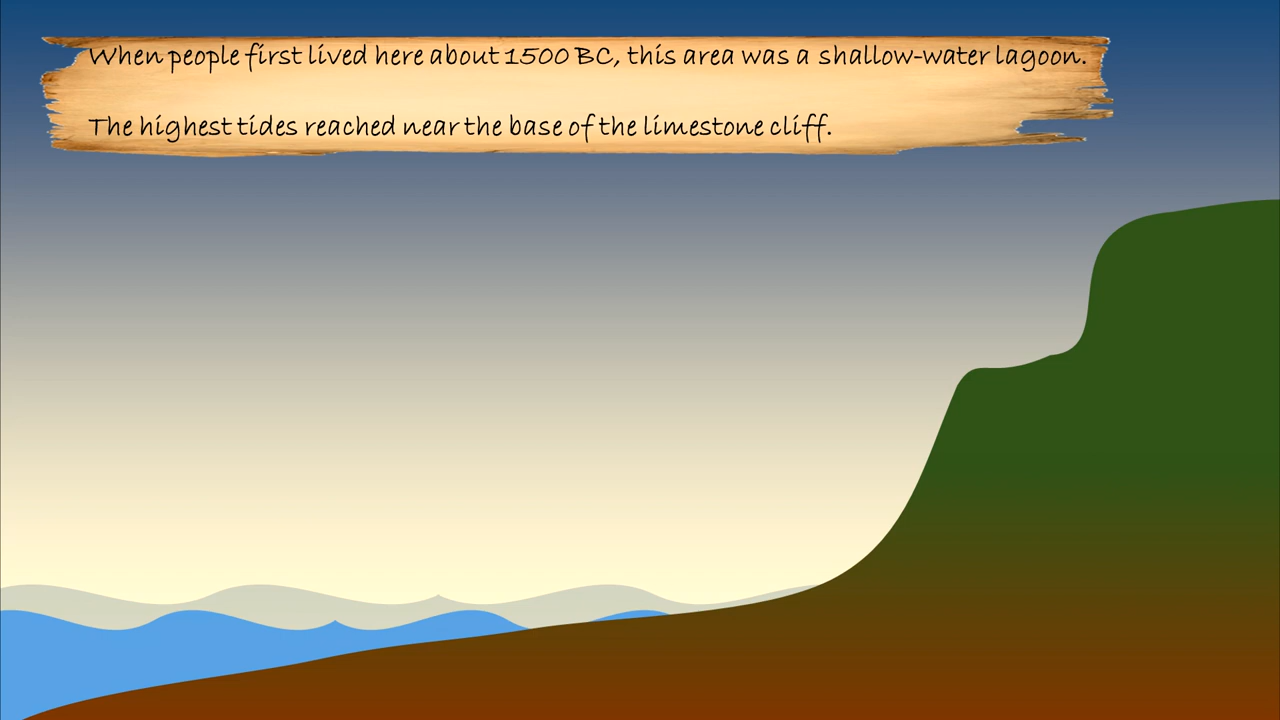 When people first lived here about 1500 BC, this area was a shallow-water lagoon.
The highest tides reached near the base of the limestone cliff.